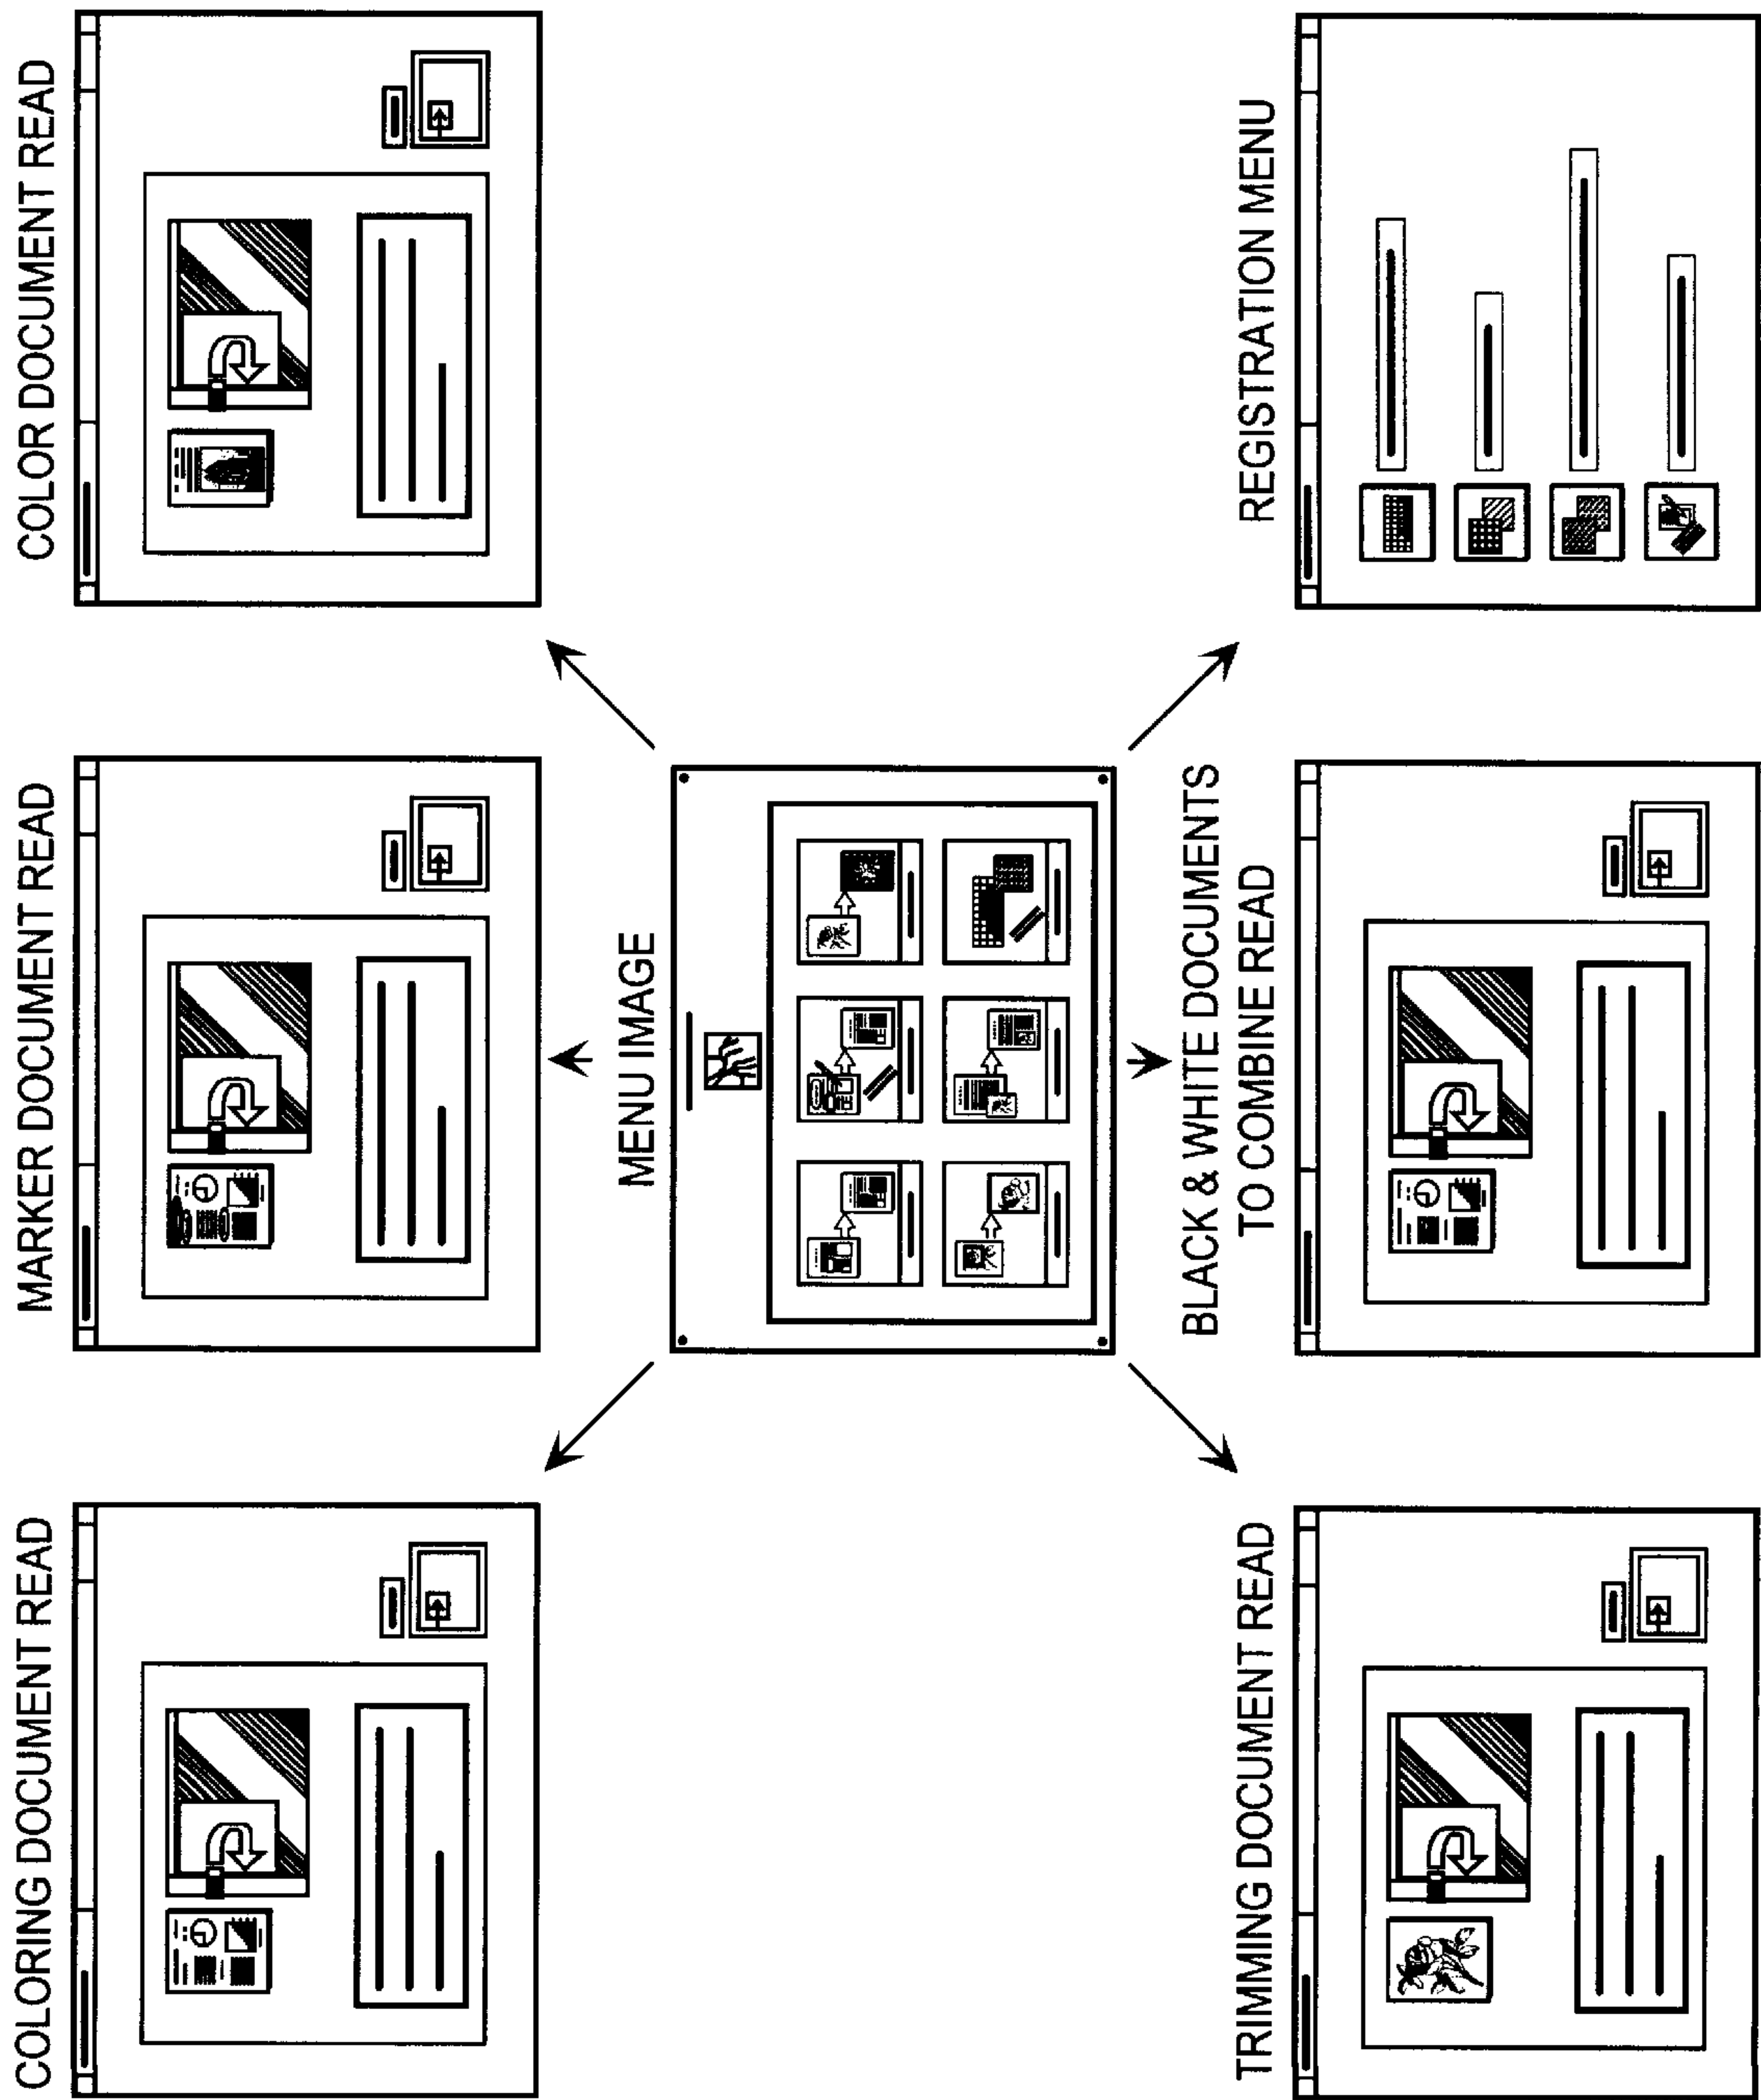 COLORING DOCUMENT READ
MARKER DOCUMENT READ
COLOR DOCUMENT READ
MENU IMAGE
TRIMMING DOCUMENT READ
BLACK & WHITE DOCUMENTS
TO COMBINE READ
REGISTRATION MENU